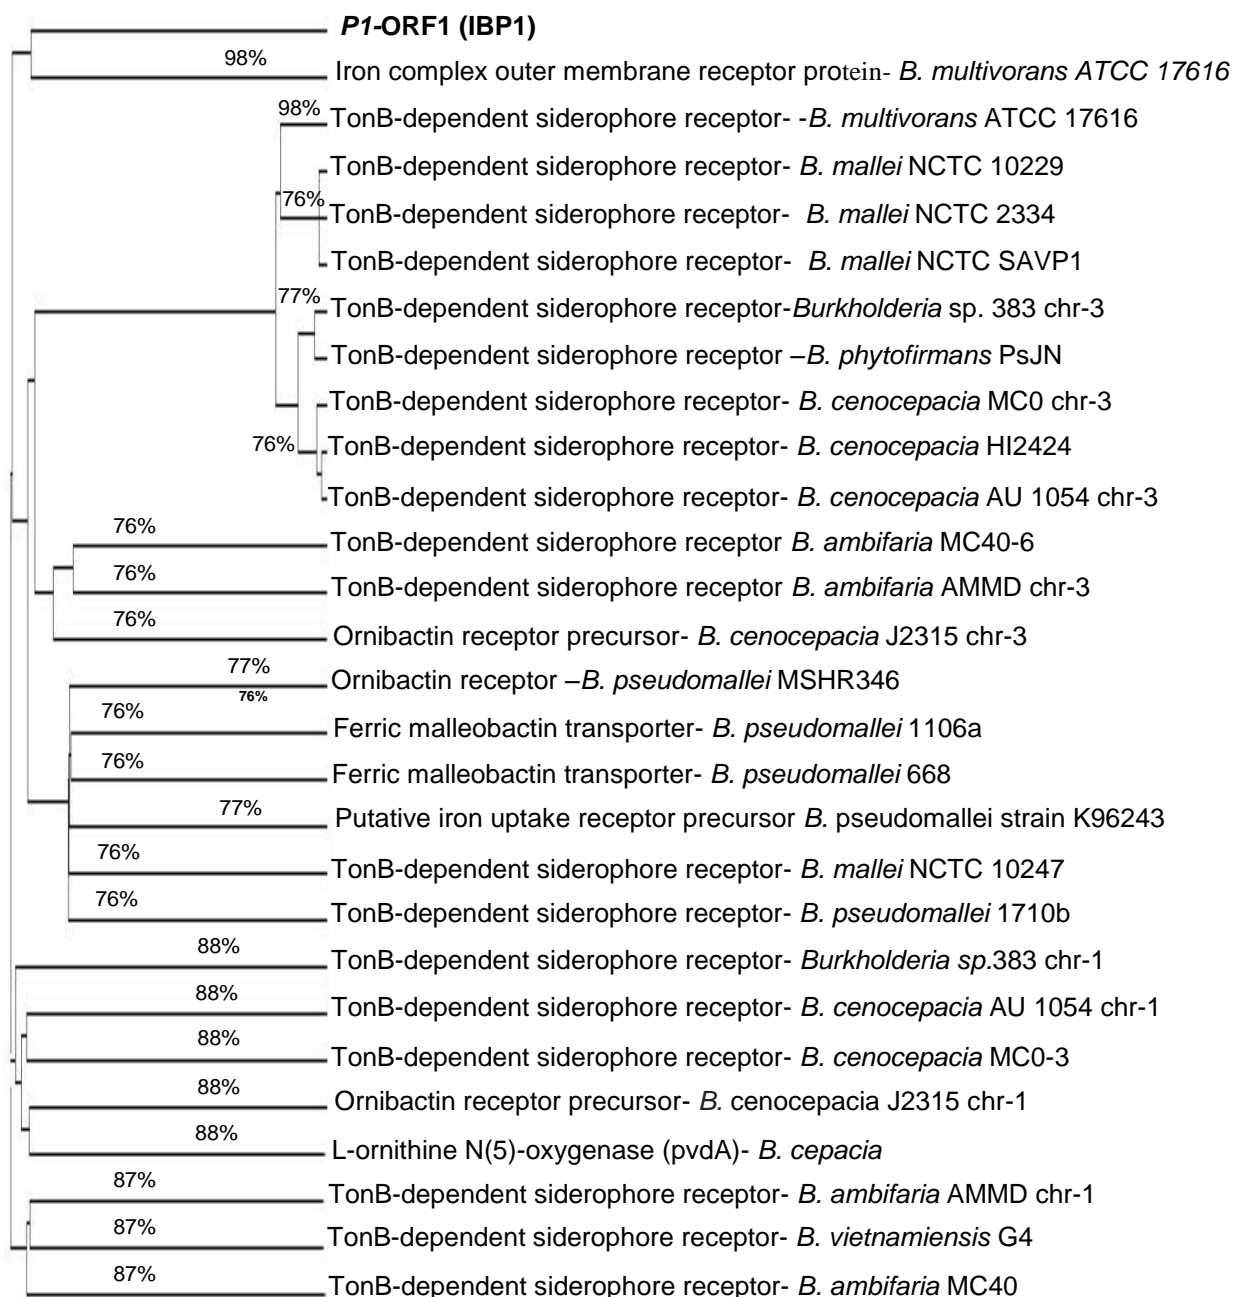 P1-ORF1 (IBP1)
98% Iron complex outer membrane receptor protein- B. multivorans ATCC 17616
98% TonB-dependent siderophore receptor- -B. multivorans ATCC 17616
TonB-dependent siderophore receptor- B. mallei NCTC 10229
76% TonB-dependent siderophore receptor- B. mallei NCTC 2334
TonB-dependent siderophore receptor- B. mallei NCTC SAVP1
77% TonB-dependent siderophore receptor-Burkholderia sp. 383 chr-3
TonB-dependent siderophore receptor –B. phytofirmans PsJN
TonB-dependent siderophore receptor- B. cenocepacia MC0 chr-3
76% TonB-dependent siderophore receptor- B. cenocepacia HI2424
TonB-dependent siderophore receptor- B. cenocepacia AU 1054 chr-3
76% TonB-dependent siderophore receptor B. ambifaria MC40-6
76% TonB-dependent siderophore receptor B. ambifaria AMMD chr-3
76% Ornibactin receptor precursor- B. cenocepacia J2315 chr-3
77% Ornibactin receptor –B. pseudomallei MSHR346
76%
76% Ferric malleobactin transporter- B. pseudomallei 1106a
76% Ferric malleobactin transporter- B. pseudomallei 668
77% Putative iron uptake receptor precursor B. pseudomallei strain K96243
76% TonB-dependent siderophore receptor- B. mallei NCTC 10247
76% TonB-dependent siderophore receptor- B. pseudomallei 1710b
88% TonB-dependent siderophore receptor- Burkholderia sp.383 chr-1
88% TonB-dependent siderophore receptor- B. cenocepacia AU 1054 chr-1
88% TonB-dependent siderophore receptor- B. cenocepacia MC0-3
88% Ornibactin receptor precursor- B. cenocepacia J2315 chr-1
88% L-ornithine N(5)-oxygenase (pvdA)- B. cepacia
87% TonB-dependent siderophore receptor- B. ambifaria AMMD chr-1
87% TonB-dependent siderophore receptor- B. vietnamiensis G4
87% TonB-dependent siderophore receptor- B. ambifaria MC40